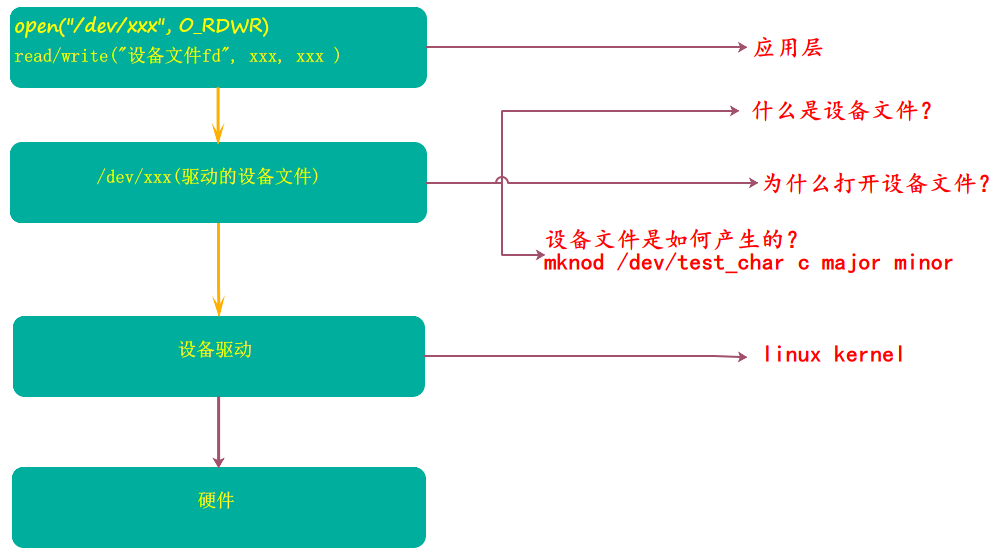 open("/dev/xxx", O_RDWR)
read/write("设备文件fd", xxx, xxx )
应用层
什么是设备文件？
/dev/xxx(驱动的设备文件)
为什么打开设备文件？
设备文件是如何产生的？
mknod /dev/test_char c major minor
设备驱动
linux kernel
硬件